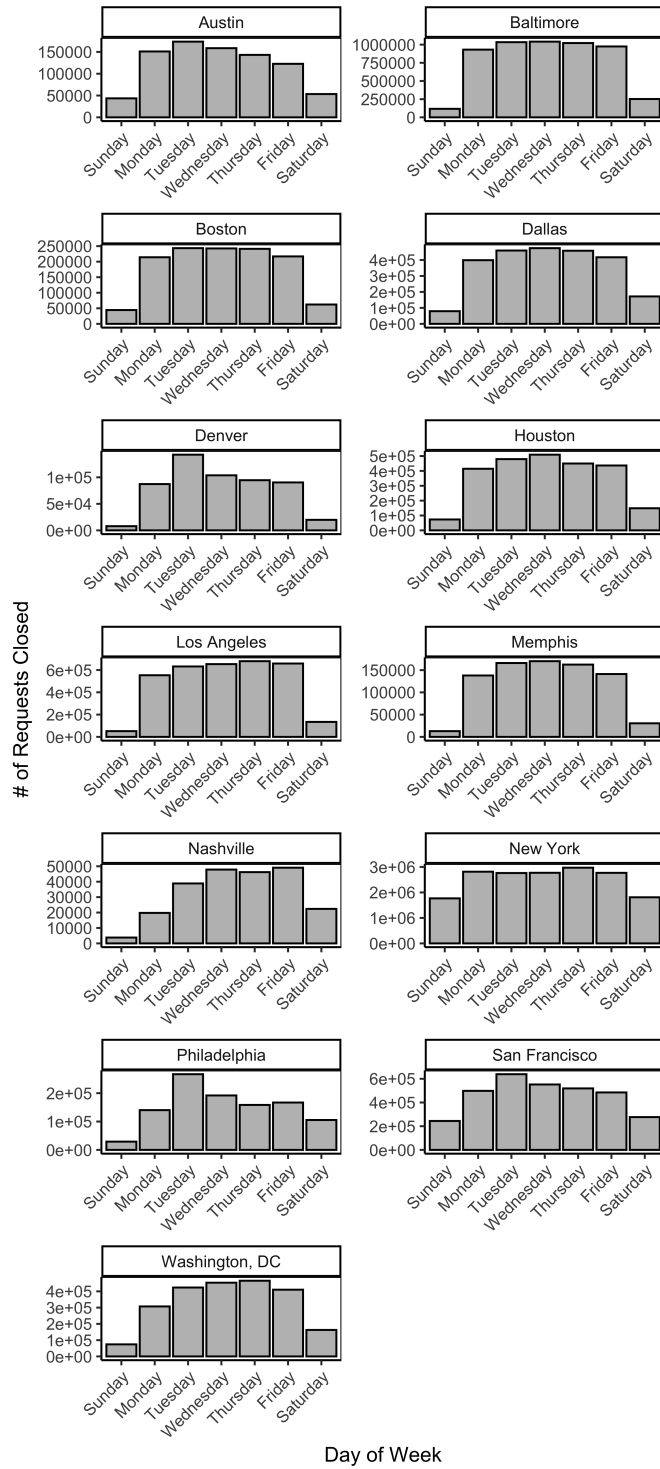 Austin
150000
100000
50000
0
Sunday
Monday
Tuesday
Wednesday
Thursday
Friday
Saturday
Baltimore
1000000
750000
500000
250000
0
Sunday
Monday
Tuesday
Wednesday
Thursday
Friday
Saturday
Boston
250000
200000
150000
100000
50000
0
Sunday
Monday
Tuesday
Wednesday
Thursday
Friday
Saturday
Dallas
4e+05
3e+05
2e+05
1e+05
0e+00
Sunday
Monday
Tuesday
Wednesday
Thursday
Friday
Saturday
Denver
1e+05
5e+04
0e+00
Sunday
Monday
Tuesday
Wednesday
Thursday
Friday
Saturday
Houston
5e+05
4e+05
3e+05
2e+05
1e+05
0e+00
Sunday
Monday
Tuesday
Wednesday
Thursday
Friday
Saturday
# of Requests Closed
Los Angeles
6e+05
4e+05
2e+05
0e+00
Sunday
Monday
Tuesday
Wednesday
Thursday
Friday
Saturday
Memphis
150000
100000
50000
0
Sunday
Monday
Tuesday
Wednesday
Thursday
Friday
Saturday
Nashville
50000
40000
30000
20000
10000
0
Sunday
Monday
Tuesday
Wednesday
Thursday
Friday
Saturday
New York
3e+06
2e+06
1e+06
0e+00
Sunday
Monday
Tuesday
Wednesday
Thursday
Friday
Saturday
Philadelphia
2e+05
1e+05
0e+00
Sunday
Monday
Tuesday
Wednesday
Thursday
Friday
Saturday
San Francisco
6e+05
4e+05
2e+05
0e+00
Sunday
Monday
Tuesday
Wednesday
Thursday
Friday
Saturday
Washington, DC
4e+05
3e+05
2e+05
1e+05
0e+00
Sunday
Monday
Tuesday
Wednesday
Thursday
Friday
Saturday
Day of Week